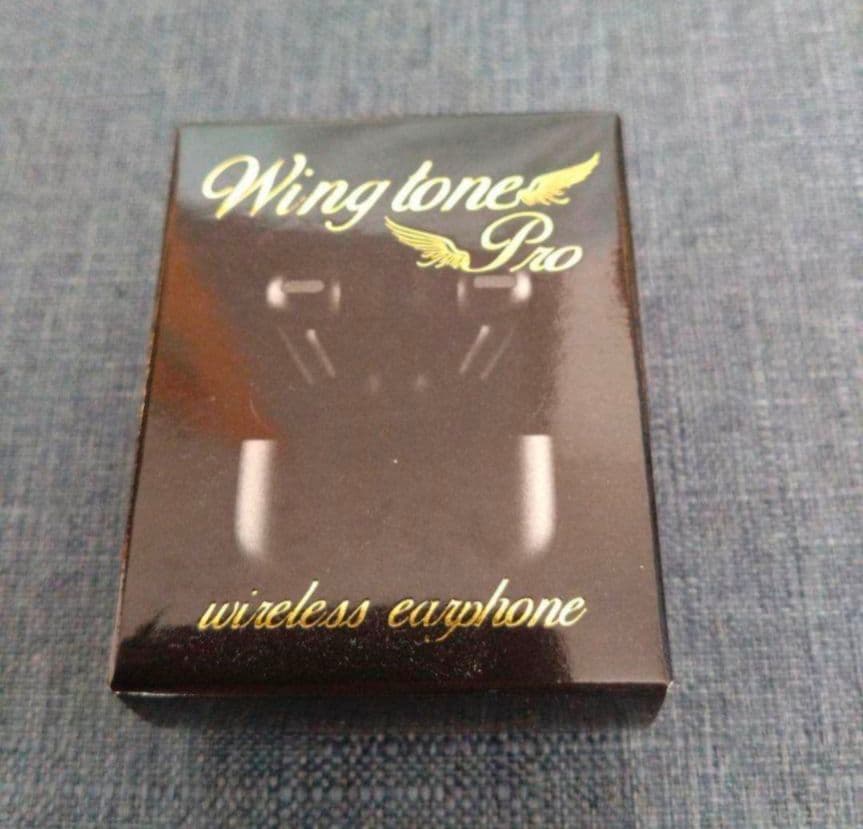 Wing tone
Pro
wireless earphone